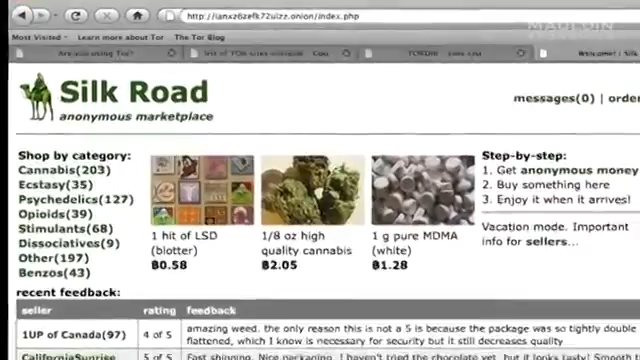 http://ianxz6zefk72ulzz.onion/index.php
MAULDIN
Most Visited
Learn more about Tor
The Tor Blog
Are you using Tor?
Silk Road
anonymous marketplace
messages(0) | orde
Shop by category:
Cannabis(203)
Ecstasy(35)
Psychedelics(127)
Opioids(39)
Stimulants(68)
Dissociatives(9)
Other(197)
Benzos(43)
1 hit of LSD
(blotter)
฿0.58
1/8 oz high
quality cannabis
฿2.05
1 g pure MDMA
(white)
฿1.28
Step-by-step:
1. Get anonymous money
2. Buy something here
3. Enjoy it when it arrives!
Vacation mode. Important
info for sellers...
recent feedback:
seller rating feedback
1UP of Canada(97) 4 of 5 amazing weed. the only reason this is not a 5 is because the package was so tightly double
flattened, which I know is necessary for security but it still decreases quality
CaliforniaSunrise 5 of 5 Fast shipping. Nice packaging. I haven't tried the chocolate yet, but it looks tasty!